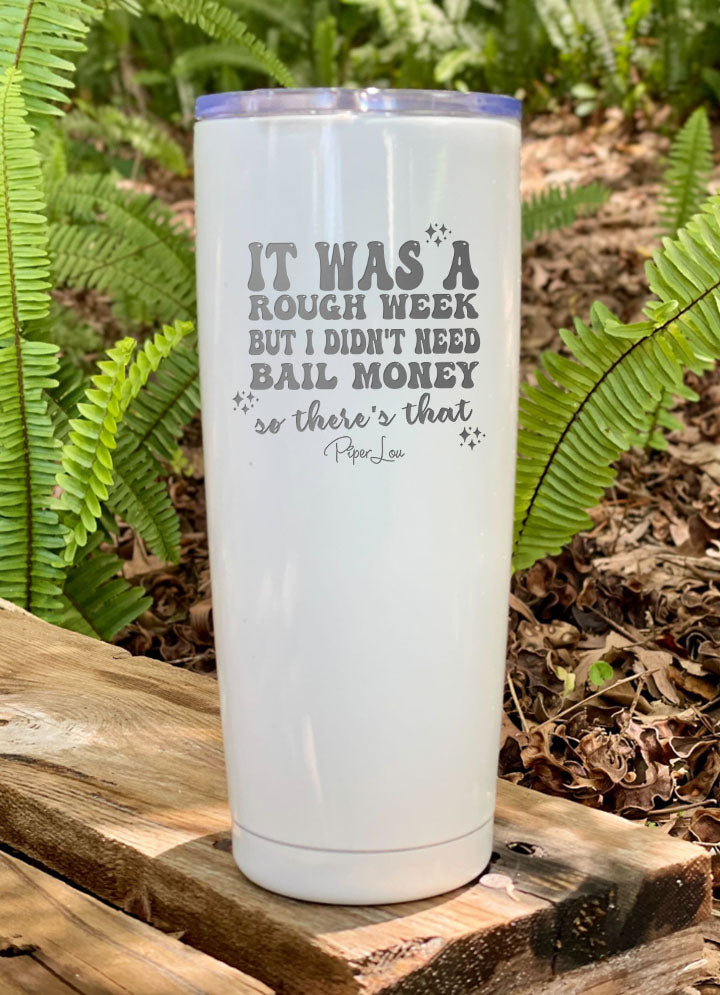 IT WAS A
ROUGH WEEK
BUT I DIDN'T NEED
BAIL MONEY
so there's that
Piper Lou